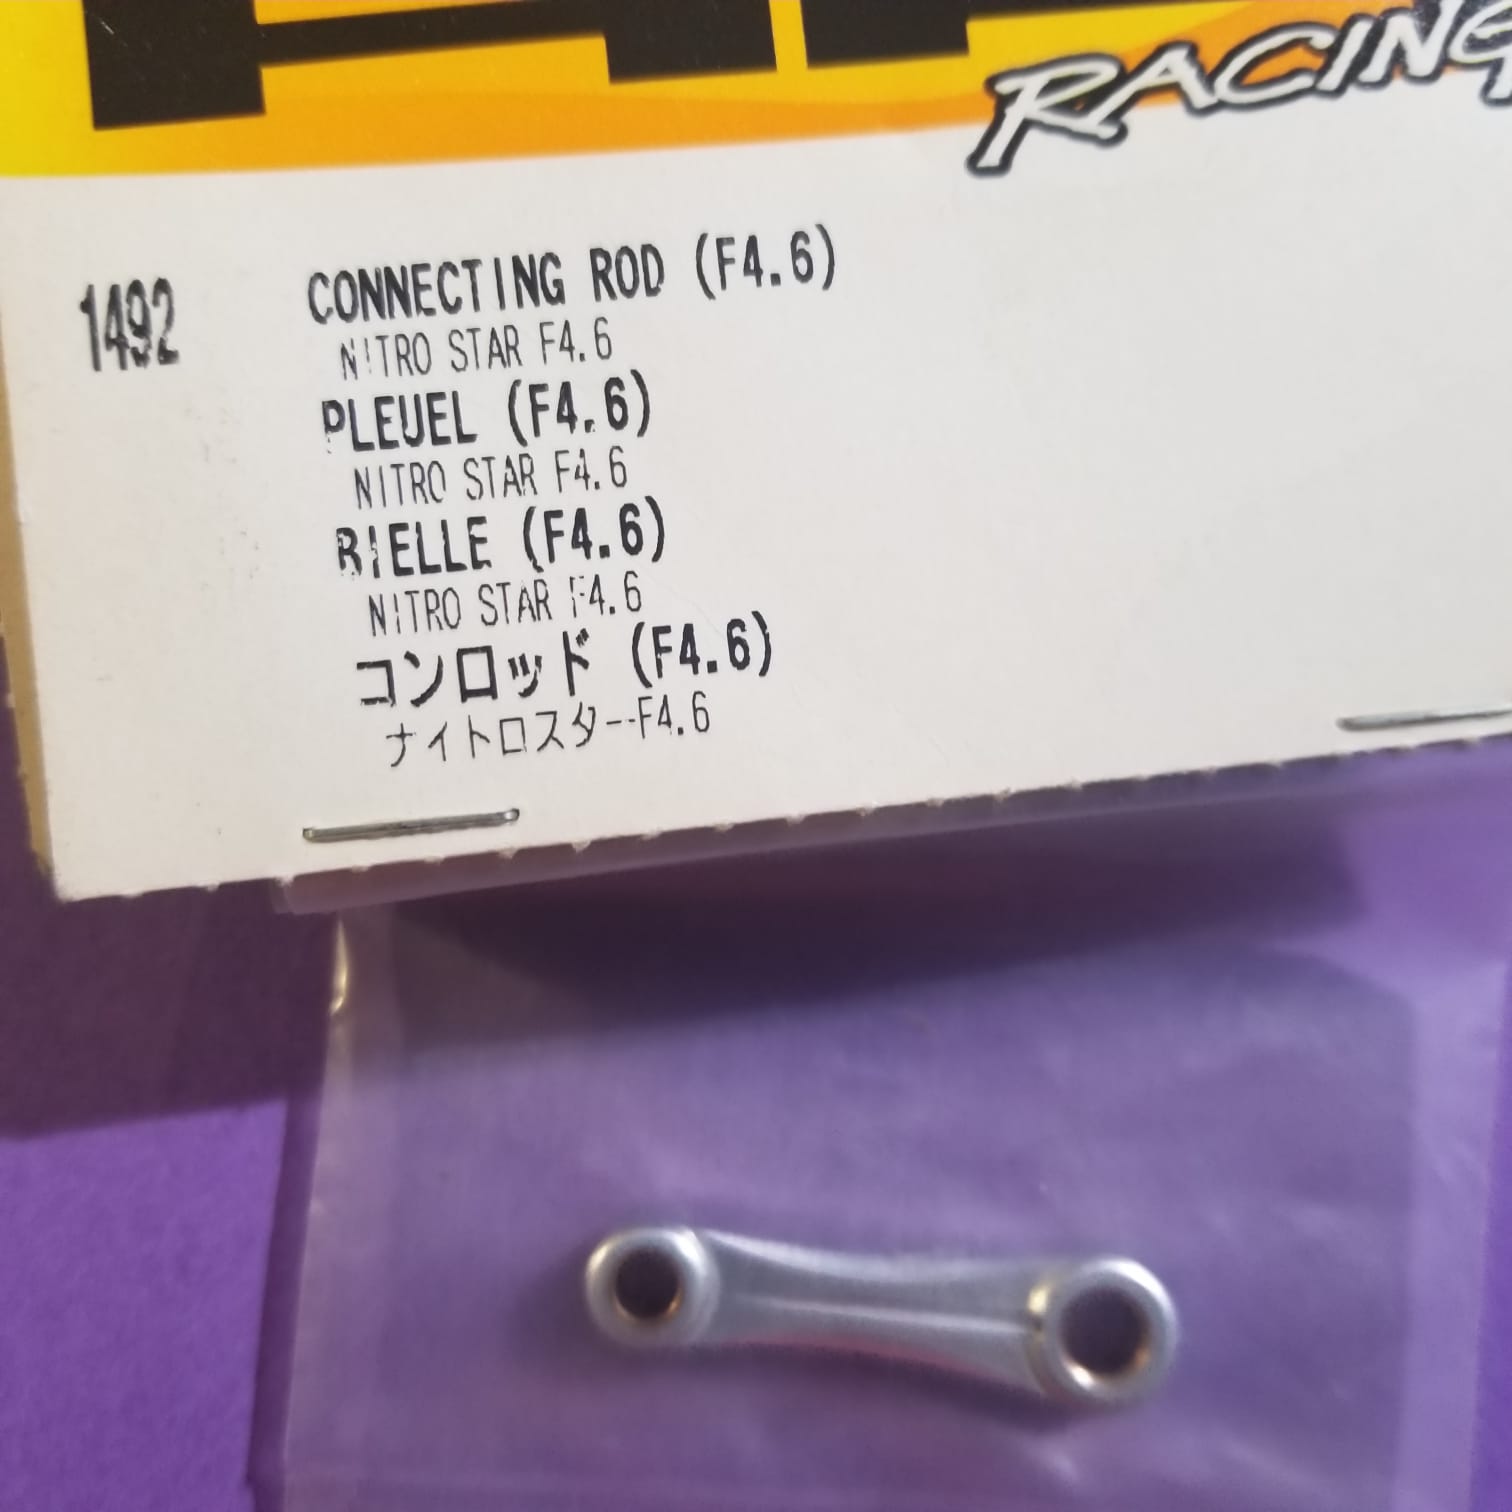 RACING
1492 CONNECTING ROD (F4.6)
NITRO STAR F4.6
PLEUEL (F4.6)
NITRO STAR F4.6
BIELLE (F4.6)
NITRO STAR F4.6
コンロッド (F4.6)
ナイトロスターF4.6